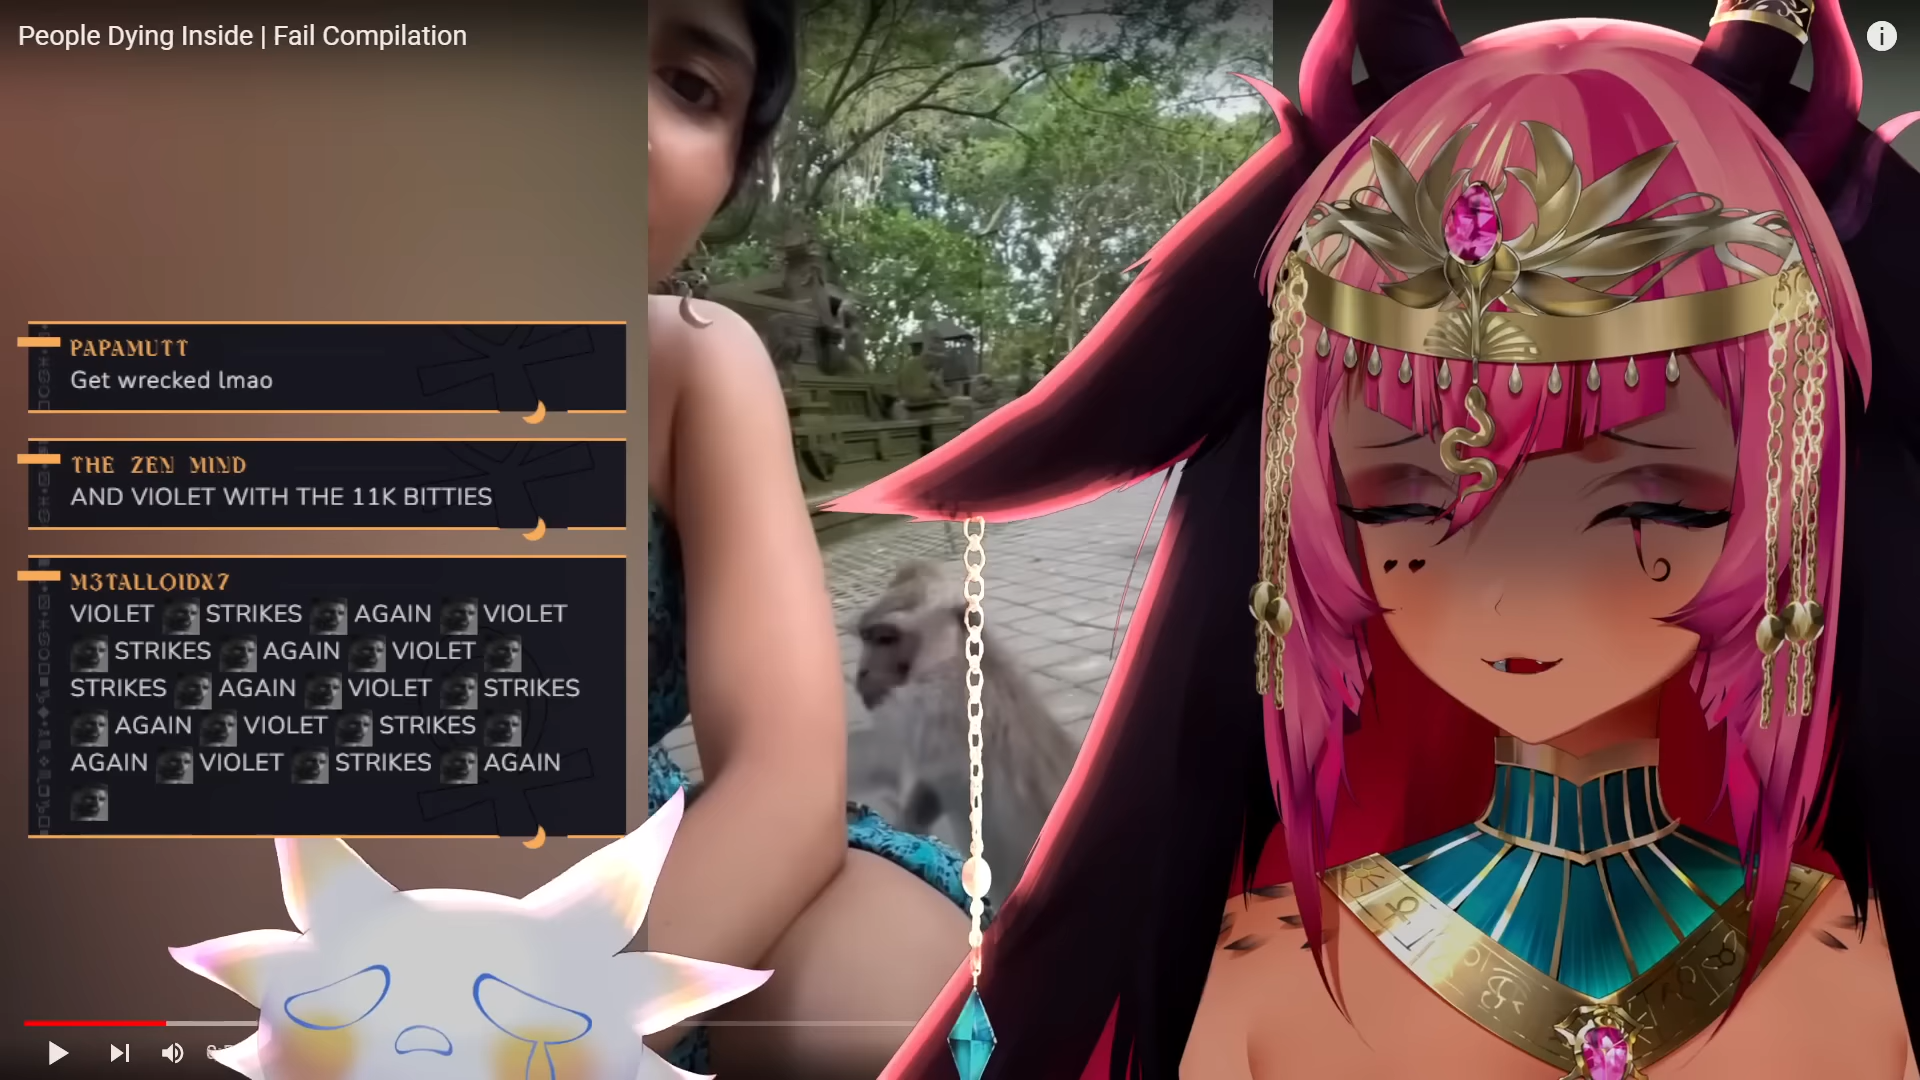 People Dying Inside | Fail Compilation
PAPAMUTT
Get wrecked lmao
THE ZEN MIND
AND VIOLET WITH THE 11K BITTIES
M3TALLOIDX7
VIOLET STRIKES AGAIN VIOLET
STRIKES AGAIN VIOLET
STRIKES AGAIN VIOLET STRIKES
AGAIN VIOLET STRIKES
AGAIN VIOLET STRIKES AGAIN